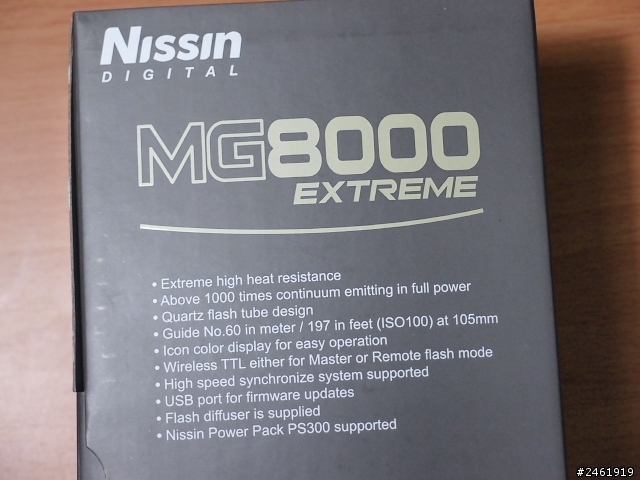 Nissin
DIGITAL
MG8000
EXTREME
• Extreme high heat resistance
• Above 1000 times continuum emitting in full power
• Quartz flash tube design
• Guide No.60 in meter / 197 in feet (ISO100) at 105mm
• Icon color display for easy operation
• Wireless TTL either for Master or Remote flash mode
• High speed synchronize system supported
• USB port for firmware updates
• Flash diffuser is supplied
• Nissin Power Pack PS300 supported
#2461919